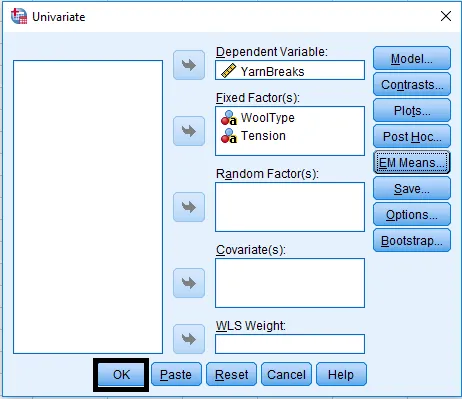 Univariate
Dependent Variable:
YarnBreaks
Fixed Factor(s):
a WoolType
a Tension
Random Factor(s):
Covariate(s):
WLS Weight:
Model...
Contrasts...
Plots...
Post Hoc...
EM Means...
Save...
Options...
Bootstrap...
OK Paste Reset Cancel Help